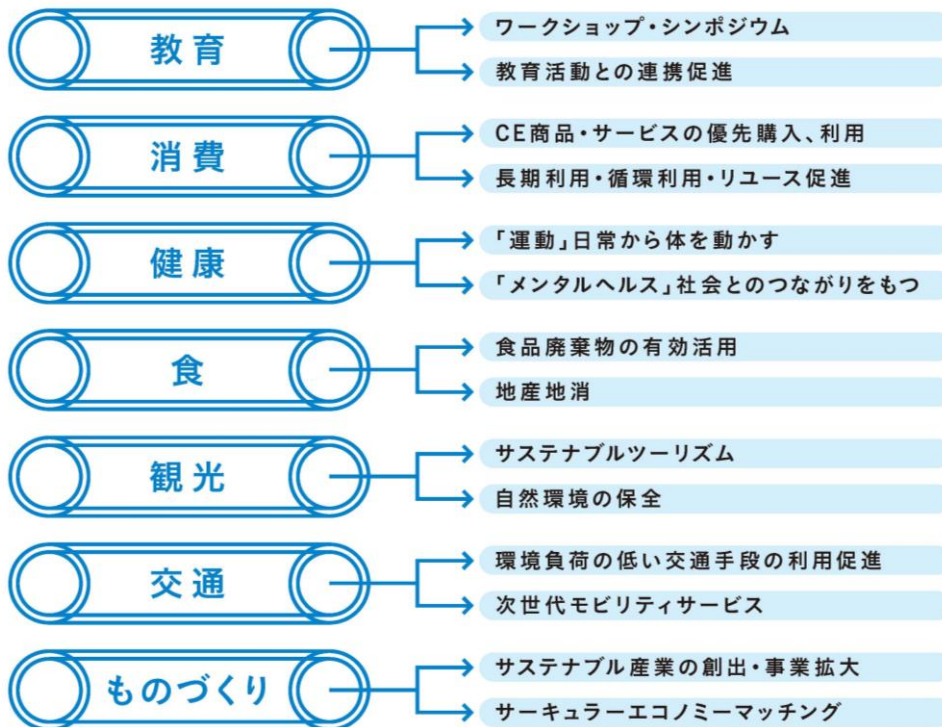 教育
ワークショップ・シンポジウム
教育活動との連携促進
消費
CE商品・サービスの優先購入、利用
長期利用・循環利用・リユース促進
健康
「運動」日常から体を動かす
「メンタルヘルス」社会とのつながりをもつ
食
食品廃棄物の有効活用
地産地消
観光
サステナブルツーリズム
自然環境の保全
交通
環境負荷の低い交通手段の利用促進
次世代モビリティサービス
ものづくり
サステナブル産業の創出・事業拡大
サーキュラーエコノミーマッチング